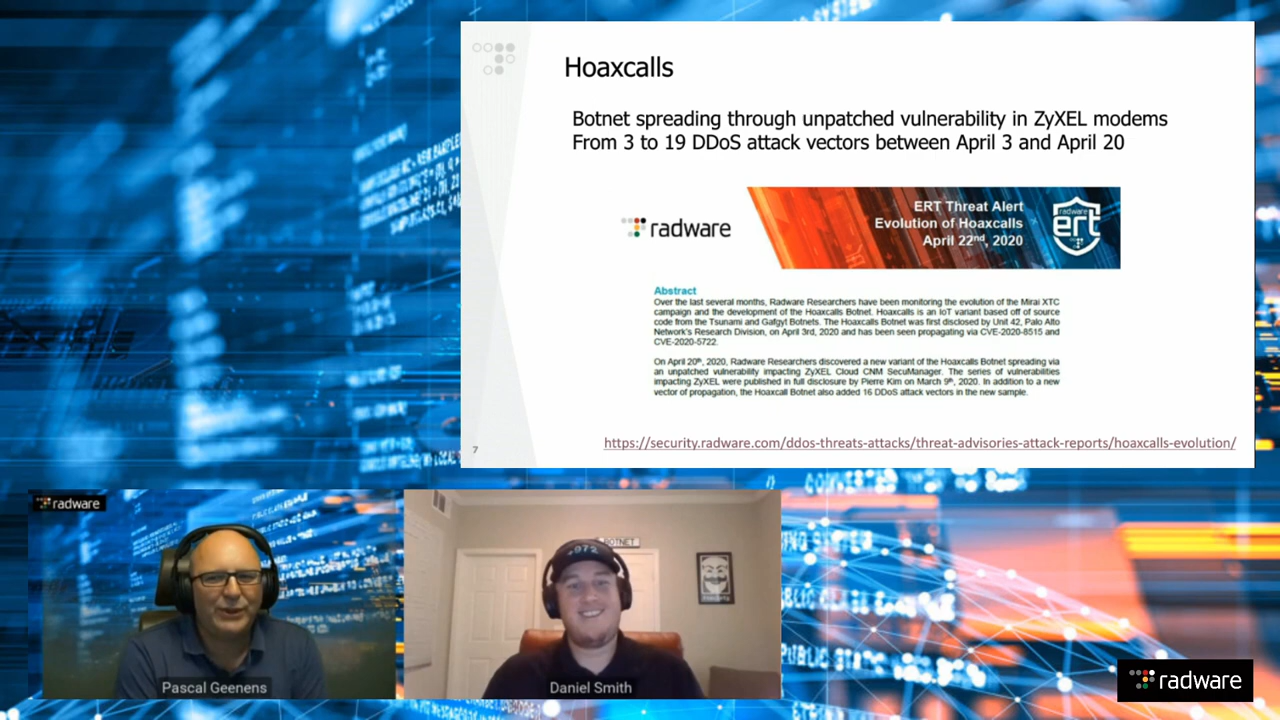 Hoaxcalls
Botnet spreading through unpatched vulnerability in ZyXEL modems
From 3 to 19 DDoS attack vectors between April 3 and April 20
radware
ERT Threat Alert
Evolution of Hoaxcalls
April 22nd, 2020
radware
ert
Abstract
Over the last several months, Radware Researchers have been monitoring the evolution of the Mirai XTC
campaign and the development of the Hoaxcalls Botnet. Hoaxcalls is an IoT variant based off of source
code from the Tsunami and Gafgyt Botnets. The Hoaxcalls Botnet was first disclosed by Unit 42, Palo Alto
Network's Research Division, on April 3rd, 2020 and has been seen propagating via CVE-2020-8515 and
CVE-2020-5722.
On April 20th, 2020, Radware Researchers discovered a new variant of the Hoaxcalls Botnet spreading via
an unpatched vulnerability impacting ZyXEL Cloud CNM SecuManager. The series of vulnerabilities
impacting ZyXEL were published in full disclosure by Pierre Kim on March 9th, 2020. In addition to a new
vector of propagation, the Hoaxcall Botnet also added 16 DDoS attack vectors in the new sample.
7
https://security.radware.com/ddos-threats-attacks/threat-advisories-attack-reports/hoaxcalls-evolution/
radware
+972
Pascal Geenens
Daniel Smith
radware